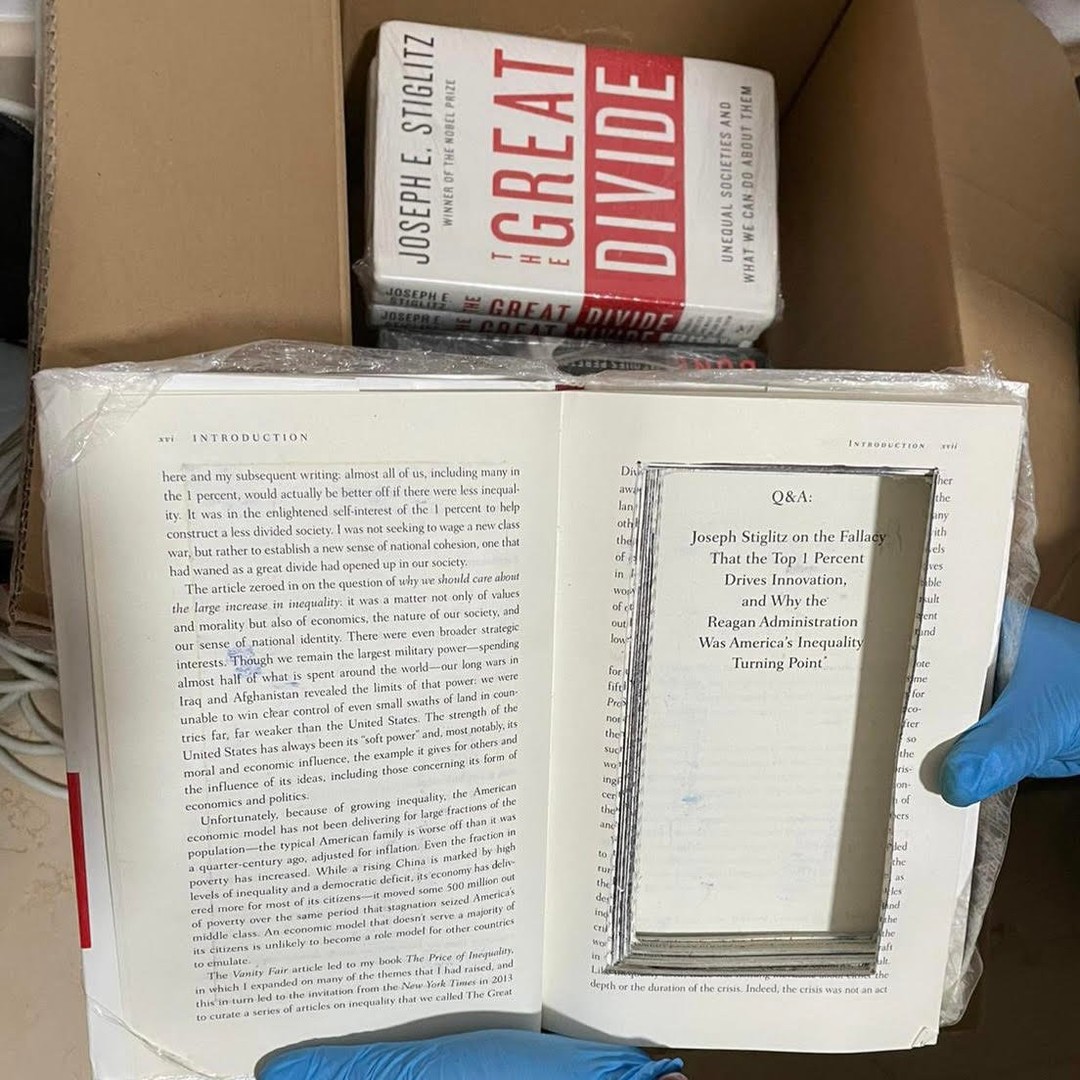 JOSEPH E. STIGLITZ
WINNER OF THE NOBEL PRIZE
THE
GREAT
DIVIDE
UNEQUAL SOCIETIES AND
WHAT WE CAN DO ABOUT THEM
JOSEPH E.
STIGLITZ
THE
GREAT
DIVIDE
JOSEPH E.
THE
GREAT
xvi INTRODUCTION
here and my subsequent writing: almost all of us, including many in
the 1 percent, would actually be better off if there were less inequal-
ity. It was in the enlightened self-interest of the 1 percent to help
construct a less divided society. I was not seeking to wage a new class
war, but rather to establish a new sense of national cohesion, one that
had waned as a great divide had opened up in our society.
The article zeroed in on the question of why we should care about
the large increase in inequality: it was a matter not only of values
and morality but also of economics, the nature of our society, and
our sense of national identity. There were even broader strategic
interests. Though we remain the largest military power—spending
almost half of what is spent around the world—our long wars in
Iraq and Afghanistan revealed the limits of that power: we were
unable to win clear control of even small swaths of land in coun-
tries far, far weaker than the United States. The strength of the
United States has always been its “soft power” and, most notably, its
moral and economic influence, the example it gives for others and
the influence of its ideas, including those concerning its form of
economics and politics.
Unfortunately, because of growing inequality, the American
economic model has not been delivering for large fractions of the
population—the typical American family is worse off than it was
a quarter-century ago, adjusted for inflation. Even the fraction in
poverty has increased. While a rising China is marked by high
levels of inequality and a democratic deficit, its economy has deliv-
ered more for most of its citizens—it moved some 500 million out
of poverty over the same period that stagnation seized America's
middle class. An economic model that doesn't serve a majority of
its citizens is unlikely to become a role model for other countries
to emulate.
The Vanity Fair article led to my book The Price of Inequality,
in which I expanded on many of the themes that I had raised, and
this in turn led to the invitation from the New York Times in 2013
to curate a series of articles on inequality that we called The Great
INTRODUCTION xvii
Q&A:
Joseph Stiglitz on the Fallacy
That the Top 1 Percent
Drives Innovation,
and Why the
Reagan Administration
Was America's Inequality
Turning Point*
depth or the duration of the crisis. Indeed, the crisis was not an act